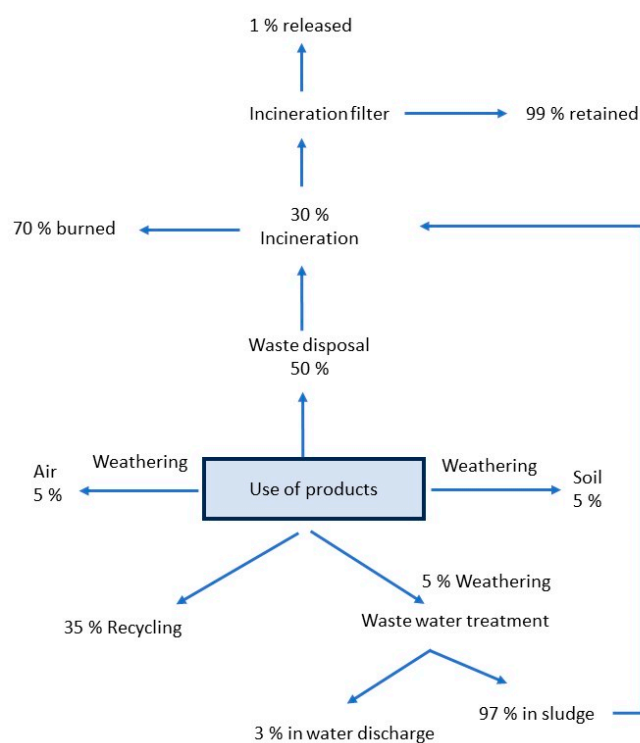 1 % released
Incineration filter
99 % retained
70 % burned
30 %
Incineration
Waste disposal
50 %
Air
5 %
Weathering
Use of products
Weathering
Soil
5 %
5 % Weathering
35 % Recycling
Waste water treatment
3 % in water discharge
97 % in sludge